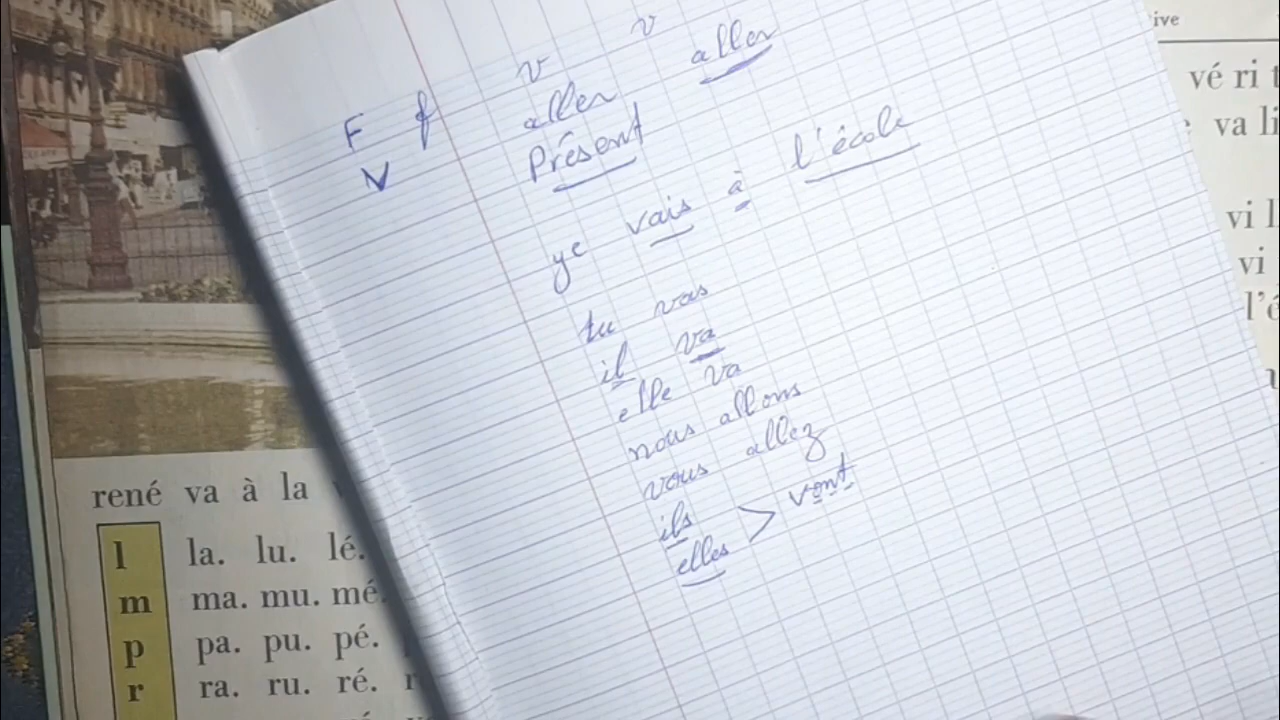 v v
F f aller aller
V Présent
ye vais à l'école
tu vas
il va
elle va
nous allons
vous allez
ils
elles > vont
rené va à la
l la. lu. lé.
m ma. mu. mé.
p pa. pu. pé.
r ra. ru. ré. r
ive
vé ri t
va li
vi l
vi
l'é